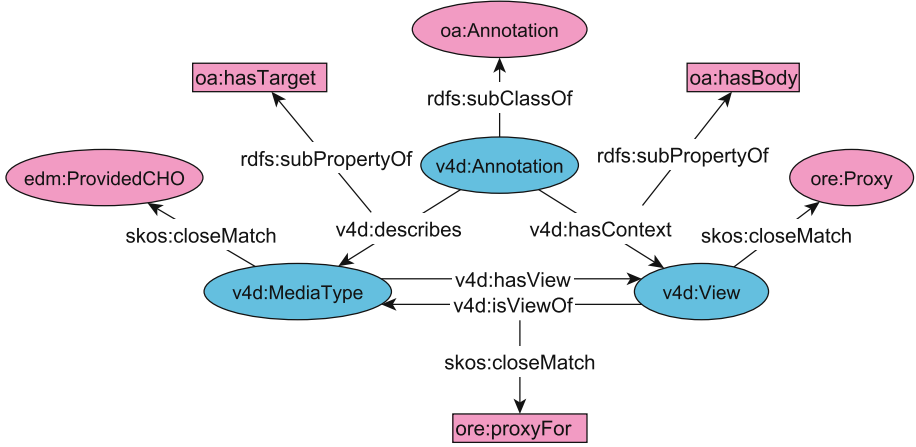 oa:Annotation
oa:hasTarget
oa:hasBody
rdfs:subClassOf
rdfs:subPropertyOf
rdfs:subPropertyOf
v4d:Annotation
edm:ProvidedCHO
ore:Proxy
skos:closeMatch
v4d:describes
v4d:hasContext
skos:closeMatch
v4d:hasView
v4d:MediaType
v4d:View
v4d:isViewOf
skos:closeMatch
ore:proxyFor